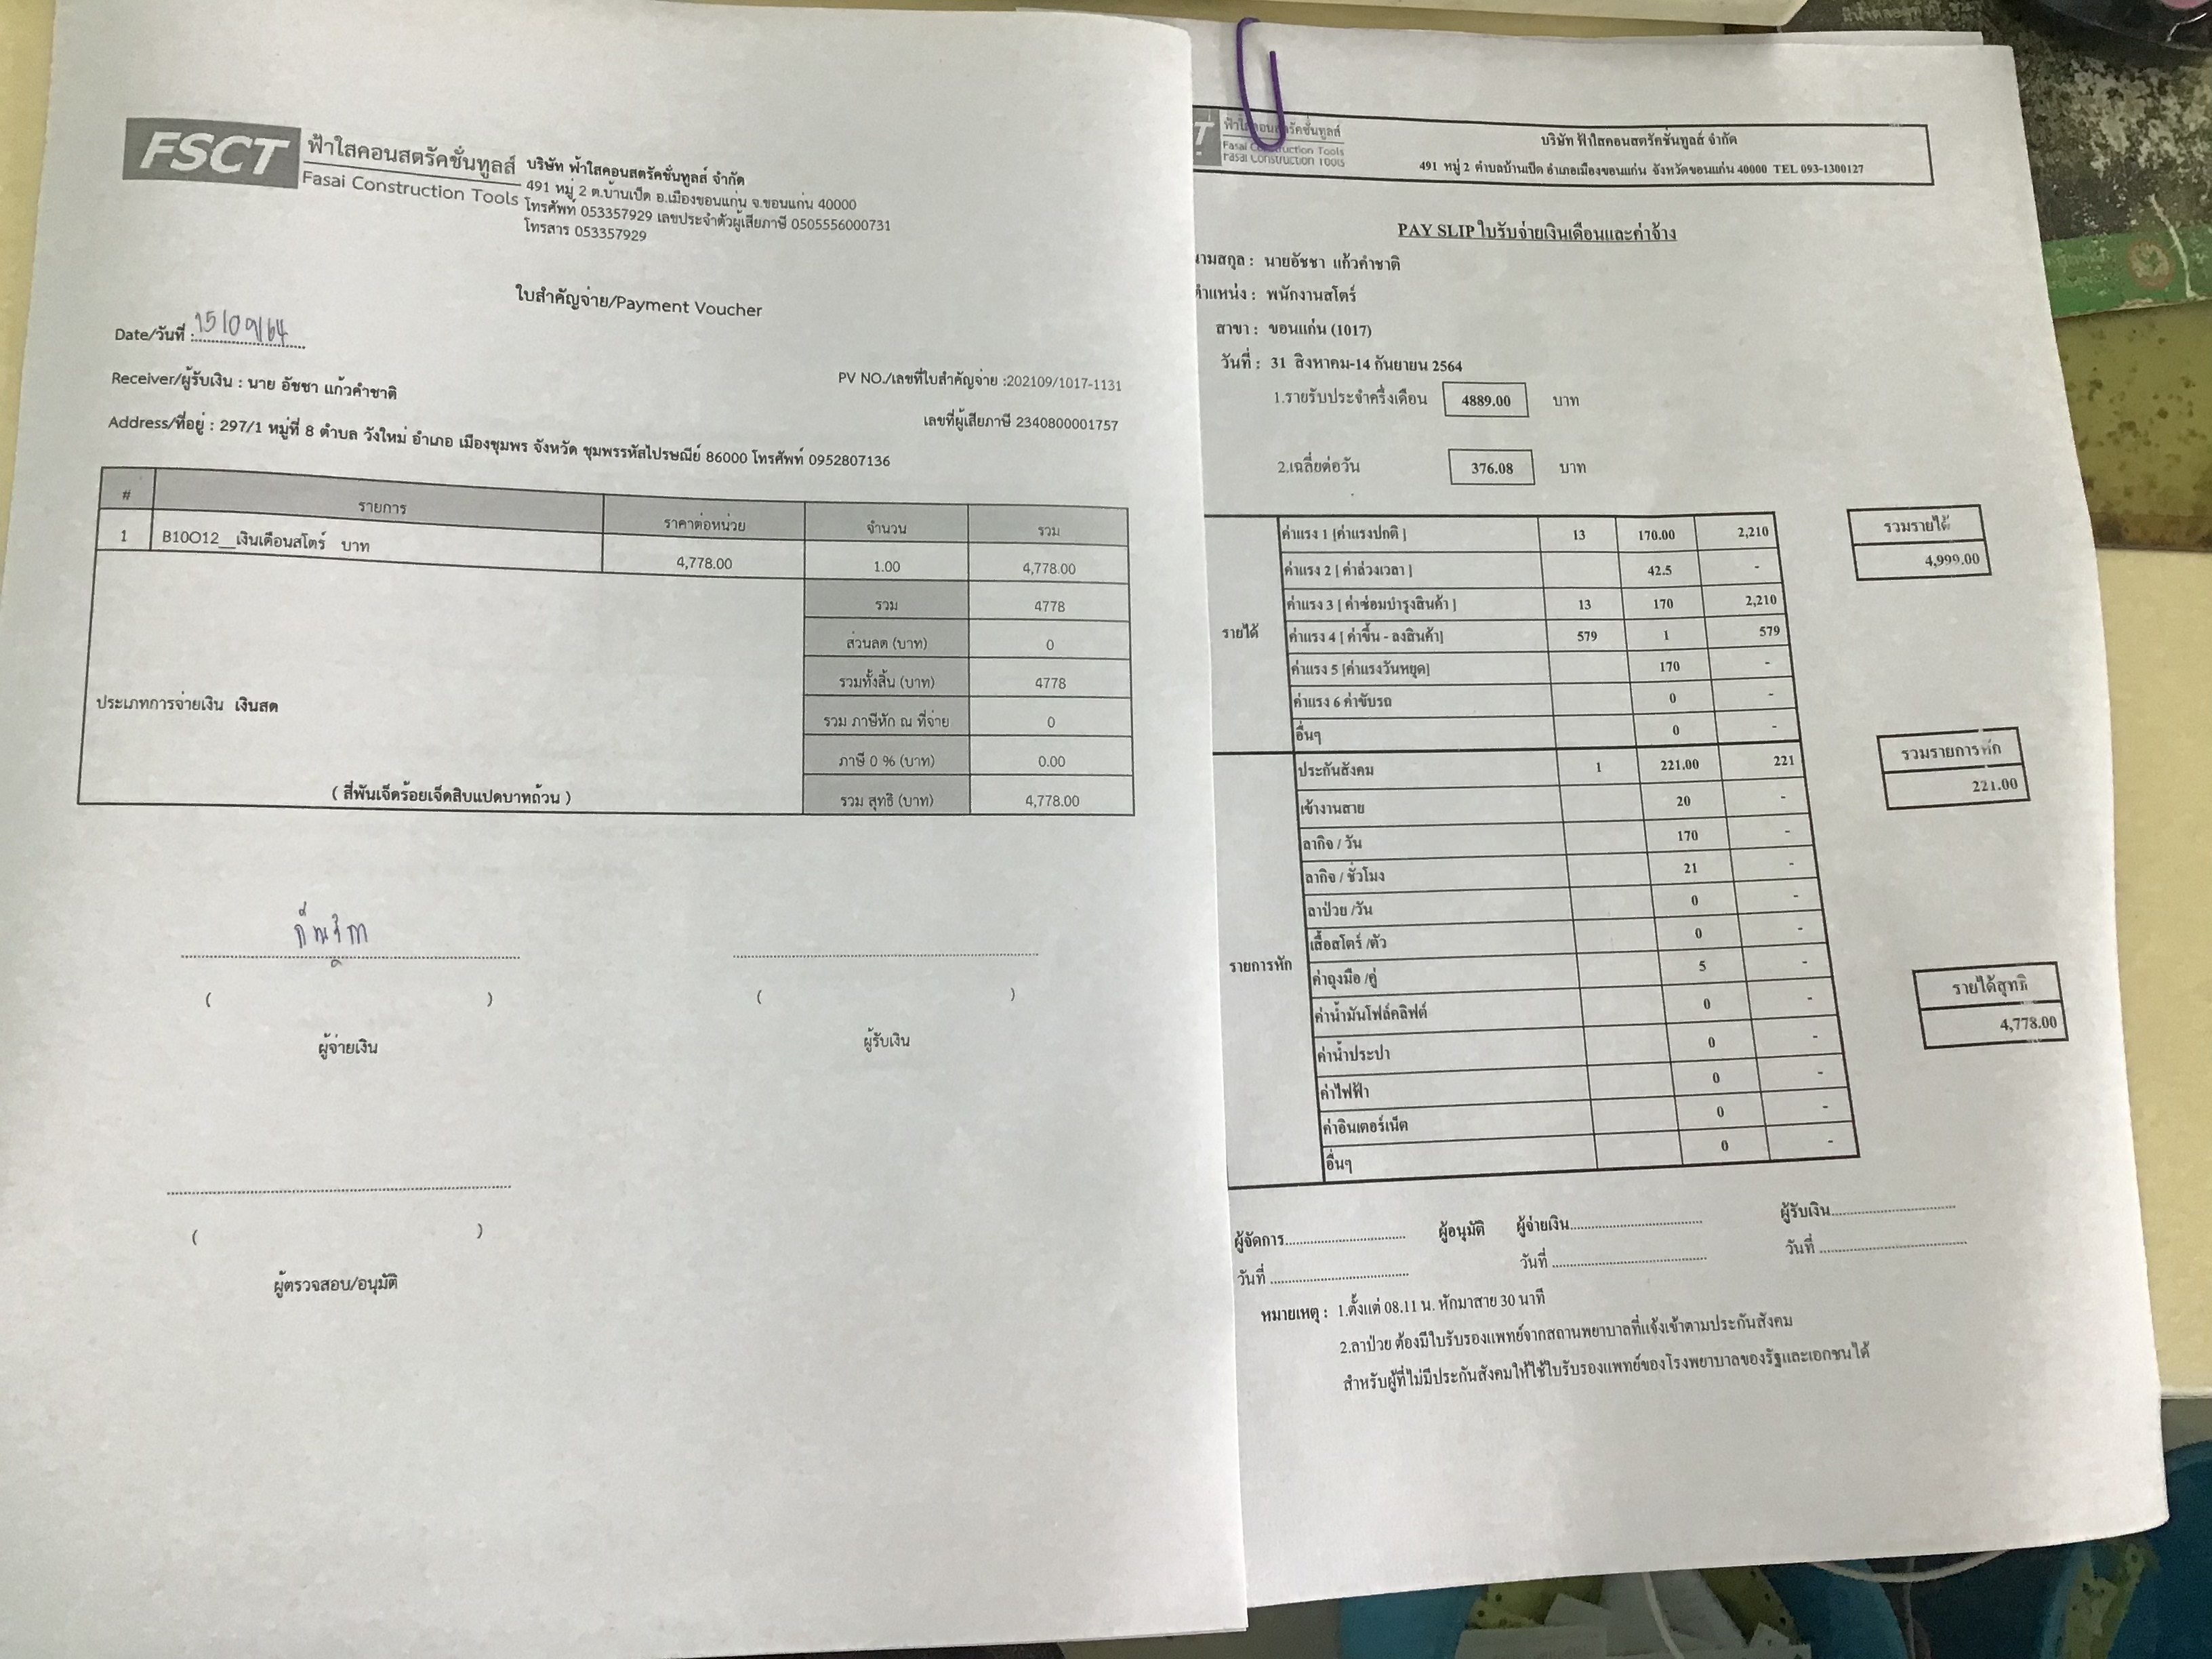 FSCT
ฟ้าใสคอนสตรัคชั่นทูลส์
Fasai Construction Tools
บริษัท ฟ้าใสคอนสตรัคชั่นทูลส์ จำกัด
491 หมู่ 2 ต.บ้านเป็ด อ.เมืองขอนแก่น จ.ขอนแก่น 40000
โทรศัพท์ 053357929 เลขประจำตัวผู้เสียภาษี 0505556000731
โทรสาร 053357929
ใบสำคัญจ่าย/Payment Voucher
Date/วันที่ : 15/09/64
PV NO./เลขที่ใบสำคัญจ่าย :202109/1017-1131
Receiver/ผู้รับเงิน : นาย อัชชา แก้วคำชาติ
เลขที่ผู้เสียภาษี 2340800001757
Address/ที่อยู่ : 297/1 หมู่ที่ 8 ตำบล วังใหม่ อำเภอ เมืองชุมพร จังหวัด ชุมพรรหัสไปรษณีย์ 86000 โทรศัพท์ 0952807136
# รายการ ราคาต่อหน่วย จำนวน รวม
1 B10O12__เงินเดือนสโตร์ บาท 4,778.00 1.00 4,778.00
รวม 4778
ส่วนลด (บาท) 0
รวมทั้งสิ้น (บาท) 4778
รวม ภาษีหัก ณ ที่จ่าย 0
ภาษี 0 % (บาท) 0.00
รวม สุทธิ (บาท) 4,778.00
ประเภทการจ่ายเงิน เงินสด
( สี่พันเจ็ดร้อยเจ็ดสิบแปดบาทถ้วน )
( ) ( )
ผู้จ่ายเงิน ผู้รับเงิน
( )
ผู้ตรวจสอบ/อนุมัติ
บริษัท ฟ้าใสคอนสตรัคชั่นทูลส์ จำกัด
491 หมู่ 2 ตำบลบ้านเป็ด อำเภอเมืองขอนแก่น จังหวัดขอนแก่น 40000 TEL 093-1300127
PAY SLIP ใบรับจ่ายเงินเดือนและค่าจ้าง
นามสกุล : นายอัชชา แก้วคำชาติ
ตำแหน่ง : พนักงานสโตร์
สาขา : ขอนแก่น (1017)
วันที่ : 31 สิงหาคม-14 กันยายน 2564
1.รายรับประจำครึ่งเดือน 4889.00 บาท
2.เฉลี่ยต่อวัน 376.08 บาท
รายได้
ค่าแรง 1 [ค่าแรงปกติ ] 13 170.00 2,210
ค่าแรง 2 [ ค่าล่วงเวลา ] 42.5 -
ค่าแรง 3 [ ค่าซ่อมบำรุงสินค้า ] 13 170 2,210
ค่าแรง 4 [ ค่าขึ้น - ลงสินค้า] 579 1 579
ค่าแรง 5 [ค่าแรงวันหยุด] 170 -
ค่าแรง 6 ค่าขับรถ 0 -
อื่นๆ 0 -
รายการหัก
ประกันสังคม 1 221.00 221
เข้างานสาย 20 -
ลากิจ / วัน 170 -
ลากิจ / ชั่วโมง 21 -
ลาป่วย /วัน 0 -
เสื้อสโตร์ /ตัว 0 -
ค่าถุงมือ /คู่ 5 -
ค่าน้ำมันโฟล์คลิฟต์ 0 -
ค่าน้ำประปา 0 -
ค่าไฟฟ้า 0 -
ค่าอินเตอร์เน็ต 0 -
อื่นๆ 0 -
รวมรายได้
4,999.00
รวมรายการหัก
221.00
รายได้สุทธิ
4,778.00
ผู้จัดการ ผู้อนุมัติ ผู้จ่ายเงิน ผู้รับเงิน
วันที่ วันที่ วันที่
หมายเหตุ : 1.ตั้งแต่ 08.11 น. หักมาสาย 30 นาที
2.ลาป่วย ต้องมีใบรับรองแพทย์จากสถานพยาบาลที่แจ้งเข้าตามประกันสังคม
สำหรับผู้ที่ไม่มีประกันสังคมให้ใช้ใบรับรองแพทย์ของโรงพยาบาลของรัฐและเอกชนได้